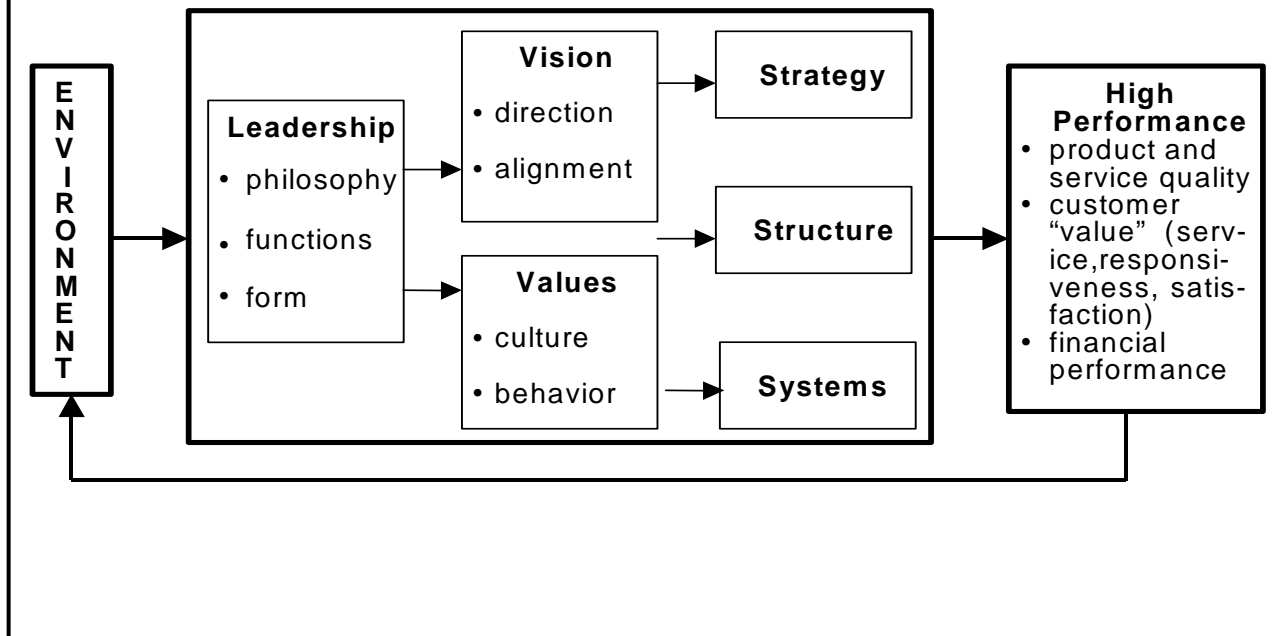 ENVIRONMENT
Leadership
• philosophy
• functions
• form
Vision
• direction
• alignment
Values
• culture
• behavior
Strategy
Structure
Systems
High
Performance
• product and
service quality
• customer
“value” (serv-
ice,responsi-
veness, satis-
faction)
• financial
performance